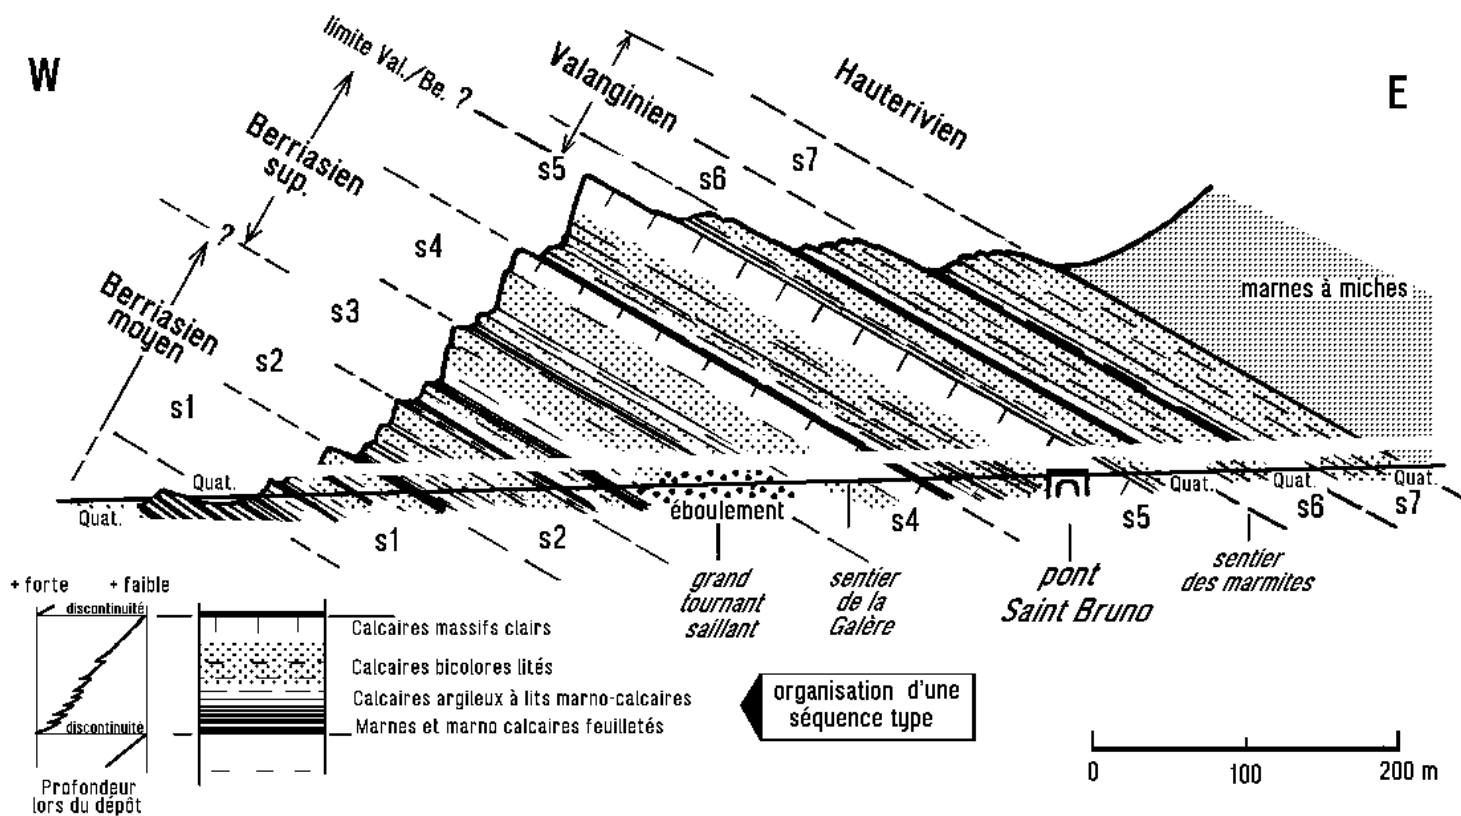 W
E
limite Val./Be. ?
Valanginien
Hauterivien
Berriasien
sup.
?
Berriasien
moyen
s1
s2
s3
s4
s5
s6
s7
marnes à miches
Quat.
Quat.
Quat.
Quat.
Quat.
s1
s2
éboulement
s4
s5
s6
s7
grand
tournant
saillant
sentier
de la
Galère
pont
Saint Bruno
sentier
des marmites
+ forte
+ faible
discontinuité
discontinuité
Profondeur
lors du dépôt
Calcaires massifs clairs
Calcaires bicolores lités
Calcaires argileux à lits marno-calcaires
Marnes et marno calcaires feuilletés
organisation d'une
séquence type
0
100
200 m